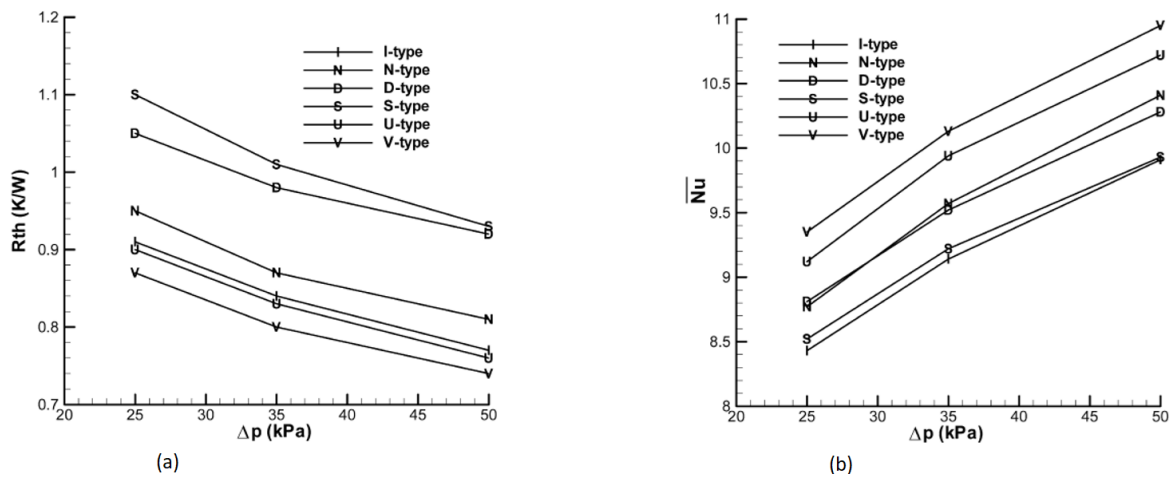 1.2
1.1
1
0.9
0.8
0.7
Rth (K/W)
I I-type
N N-type
D D-type
S S-type
U U-type
V V-type
S S S
D D D
N N N
I I I
U U U
V V V
20 25 30 35 40 45 50
Δp (kPa)
(a)
11
10.5
10
9.5
9
8.5
8
N̅u̅
I I-type
N N-type
D D-type
S S-type
U U-type
V V-type
V V V
U U U
N N N
D D D
S S S
I I I
20 25 30 35 40 45 50
Δp (kPa)
(b)